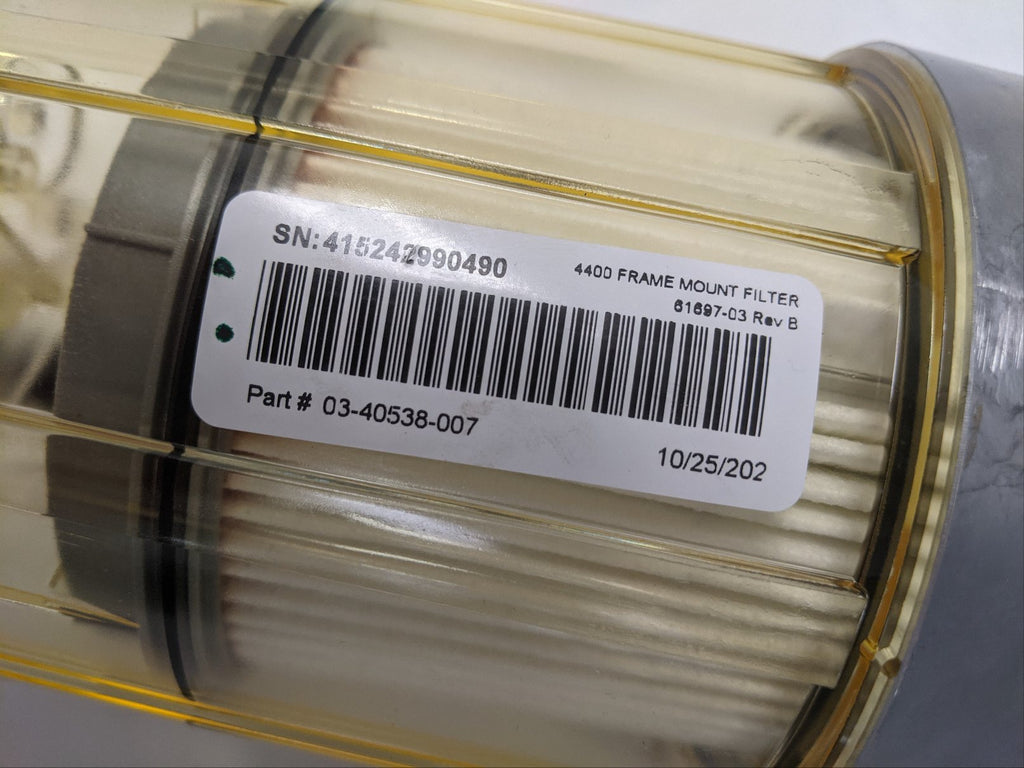 SN:415242990490
4400 FRAME MOUNT FILTER
61697-03 Rev B
Part # 03-40538-007
10/25/202